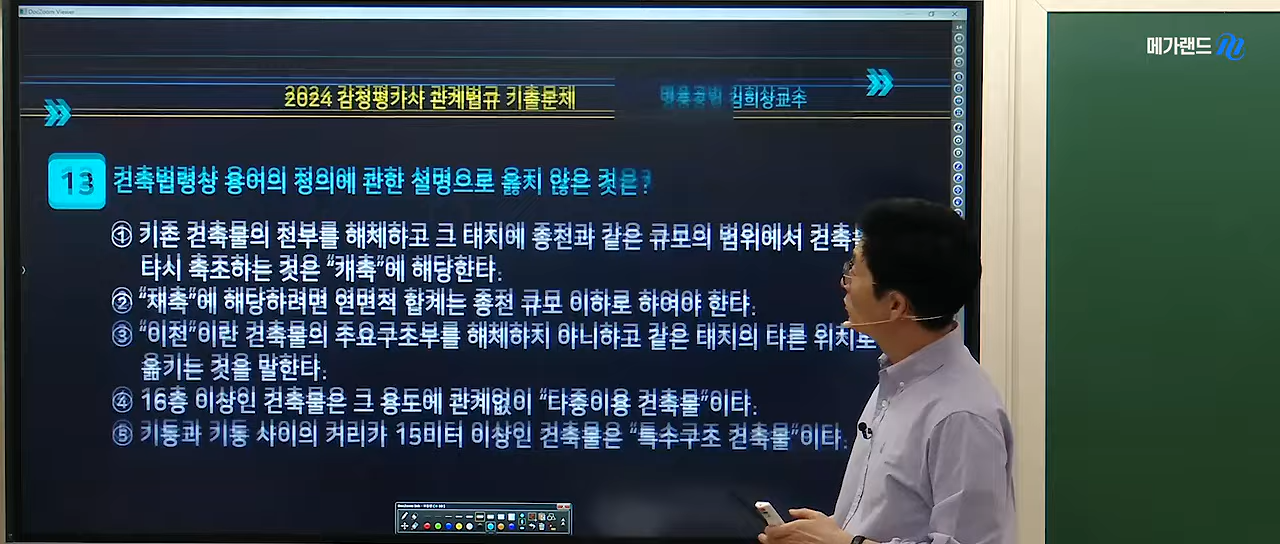 DocZoom Viewer
메가랜드
2024 감정평가사 관계법규 기출문제
김희상교수
13 건축법령상 용어의 정의에 관한 설명으로 옳지 않은 것은?
① 기존 건축물의 전부를 해체하고 그 대지에 종전과 같은 규모의 범위에서
다시 축조하는 것은 “개축”에 해당한다.
② “재축”에 해당하려면 연면적 합계는 종전 규모 이하로 하여야 한다.
③ “이전”이란 건축물의 주요구조부를 해체하지 아니하고 같은 대지의 다른 위치로
옮기는 것을 말한다.
④ 16층 이상인 건축물은 그 용도에 관계없이 “다중이용 건축물”이다.
⑤ 기둥과 기둥 사이의 거리가 15미터 이상인 건축물은 “특수구조 건축물”이다.